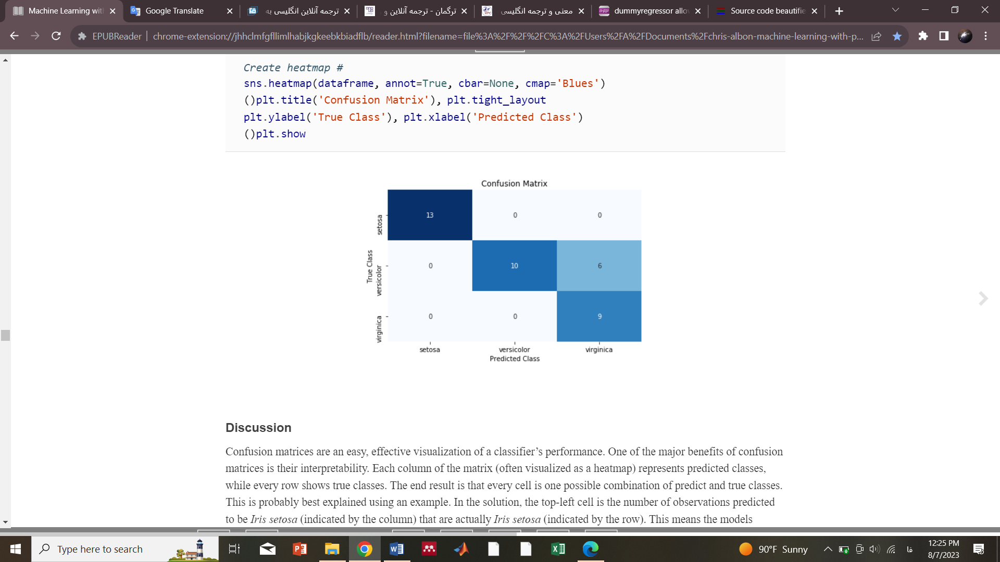 Machine Learning wit
Google Translate
ترجمه آنلاین انگلیسی به
ترگمان - ترجمه آنلاین و
معنی و ترجمه انگلیسی
dummyregressor allo
Source code beautifie
EPUBReader
chrome-extension://jhhclmfgfllimlhabjkgkeebkbiadflb/reader.html?filename=file%3A%2F%2F%2FC%3A%2FUsers%2FA%2FDocuments%2Fchris-albon-machine-learning-with-p...
Create heatmap #
sns.heatmap(dataframe, annot=True, cbar=None, cmap='Blues')
()plt.title('Confusion Matrix'), plt.tight_layout
plt.ylabel('True Class'), plt.xlabel('Predicted Class')
()plt.show
Confusion Matrix
setosa
13 0 0
True Class
versicolor
0 10 6
virginica
0 0 9
setosa versicolor virginica
Predicted Class
Discussion
Confusion matrices are an easy, effective visualization of a classifier’s performance. One of the major benefits of confusion
matrices is their interpretability. Each column of the matrix (often visualized as a heatmap) represents predicted classes,
while every row shows true classes. The end result is that every cell is one possible combination of predict and true classes.
This is probably best explained using an example. In the solution, the top-left cell is the number of observations predicted
to be Iris setosa (indicated by the column) that are actually Iris setosa (indicated by the row). This means the models
Type here to search
90°F Sunny
فا
12:25 PM
8/7/2023